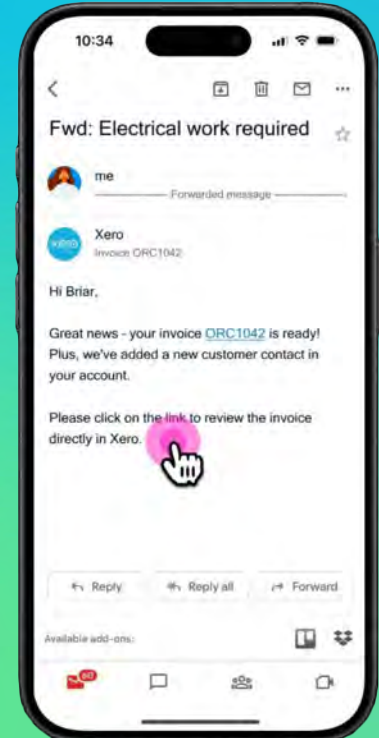 10:34
Fwd: Electrical work required
me
Forwarded message
xero
Xero
Invoice ORC1042
Hi Briar,
Great news - your invoice ORC1042 is ready!
Plus, we've added a new customer contact in
your account.
Please click on the link to review the invoice
directly in Xero.
Reply
Reply all
Forward
Available add-ons:
60